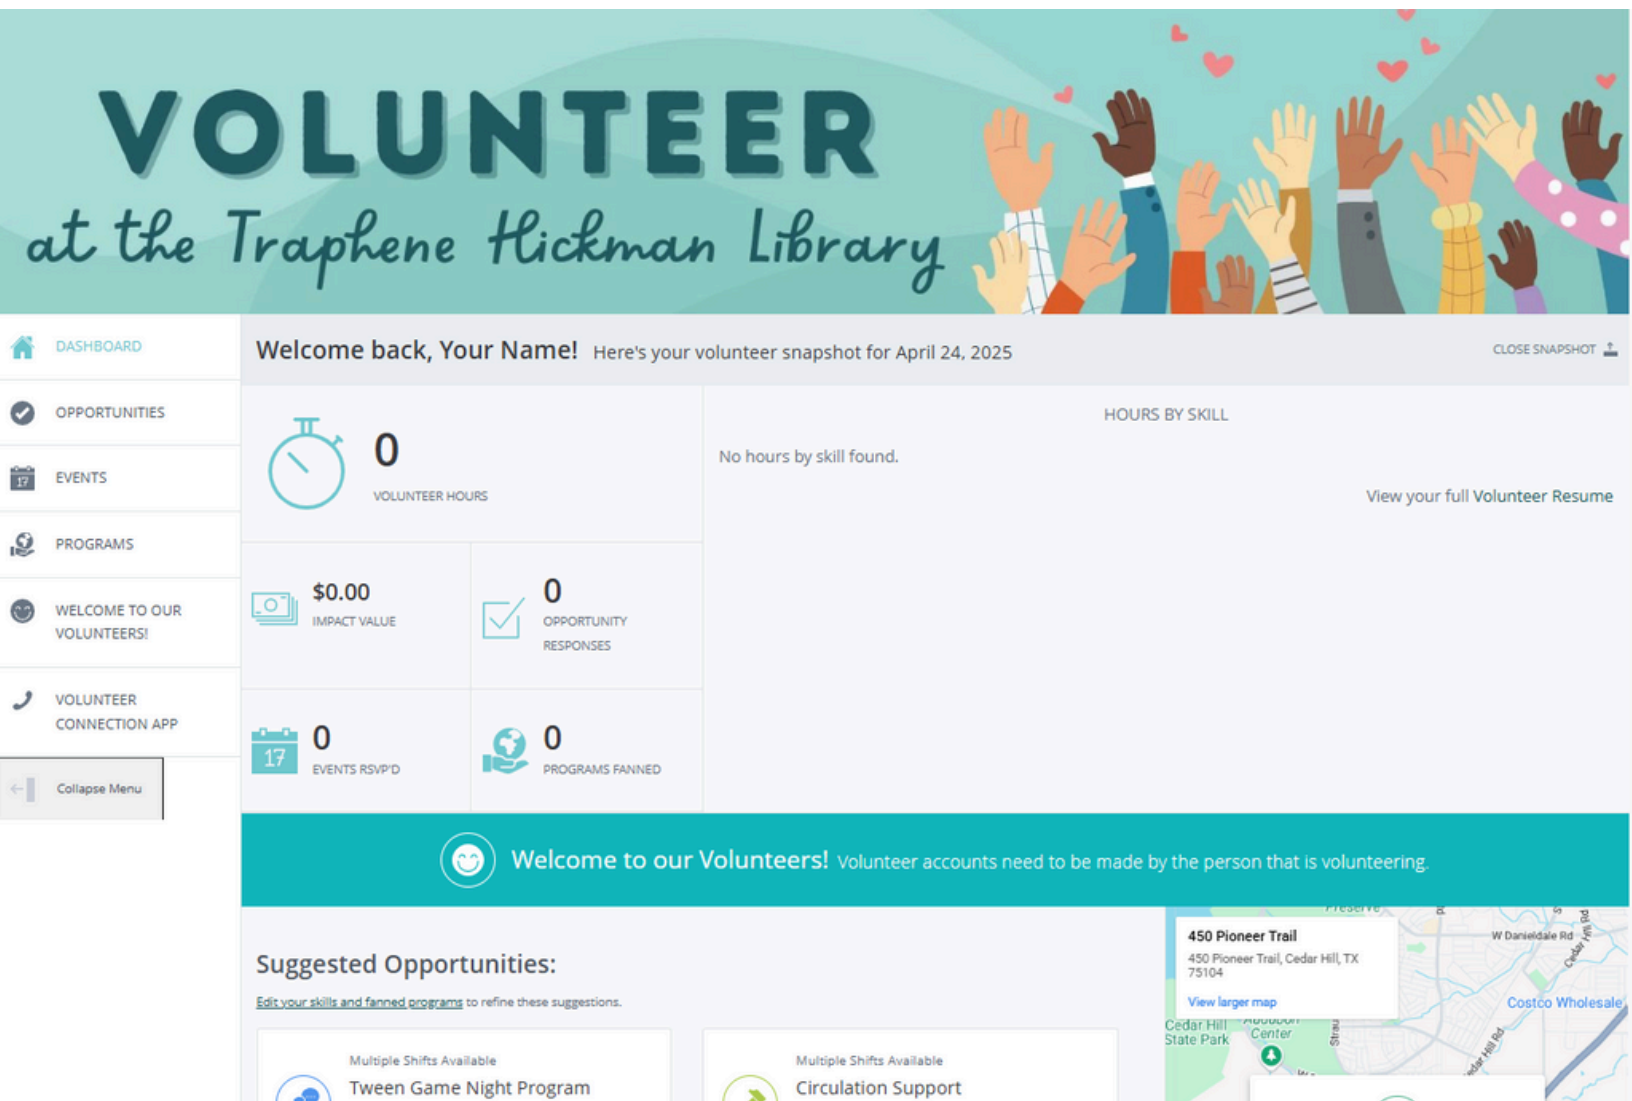 VOLUNTEER
at the Traphene Hickman Library
DASHBOARD
OPPORTUNITIES
17
EVENTS
PROGRAMS
WELCOME TO OUR
VOLUNTEERS!
VOLUNTEER
CONNECTION APP
Collapse Menu
Welcome back, Your Name! Here's your volunteer snapshot for April 24, 2025
CLOSE SNAPSHOT
0
VOLUNTEER HOURS
HOURS BY SKILL
No hours by skill found.
View your full Volunteer Resume
$0.00
IMPACT VALUE
0
OPPORTUNITY
RESPONSES
17
0
EVENTS RSVP'D
0
PROGRAMS FANNED
Welcome to our Volunteers! Volunteer accounts need to be made by the person that is volunteering.
Suggested Opportunities:
Edit your skills and fanned programs to refine these suggestions.
Multiple Shifts Available
Tween Game Night Program
Multiple Shifts Available
Circulation Support
Preserve
450 Pioneer Trail
450 Pioneer Trail, Cedar Hill, TX
75104
View larger map
W Danieldale Rd
Cedar Hill Rd
Costco Wholesale
Cedar Hill
State Park
Audubon
Center